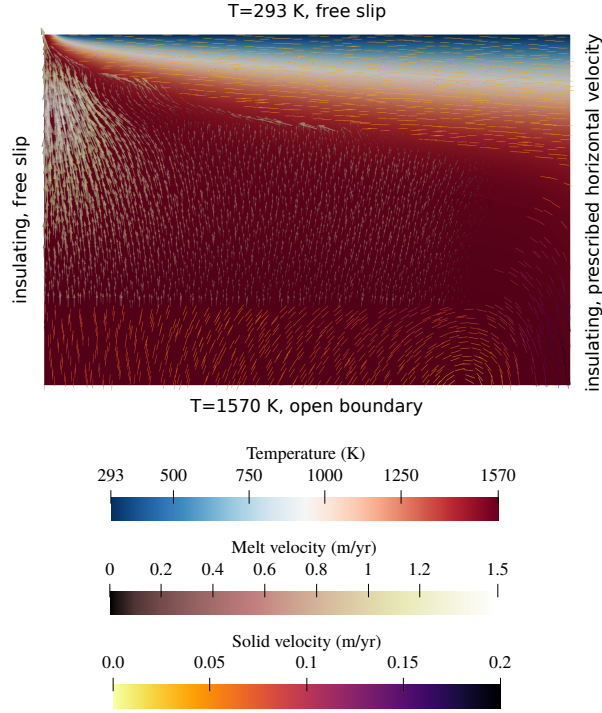 T=293 K, free slip
insulating, free slip
insulating, prescribed horizontal velocity
T=1570 K, open boundary
Temperature (K)
293 500 750 1000 1250 1570
Melt velocity (m/yr)
0 0.2 0.4 0.6 0.8 1 1.2 1.5
Solid velocity (m/yr)
0.0 0.05 0.1 0.15 0.2